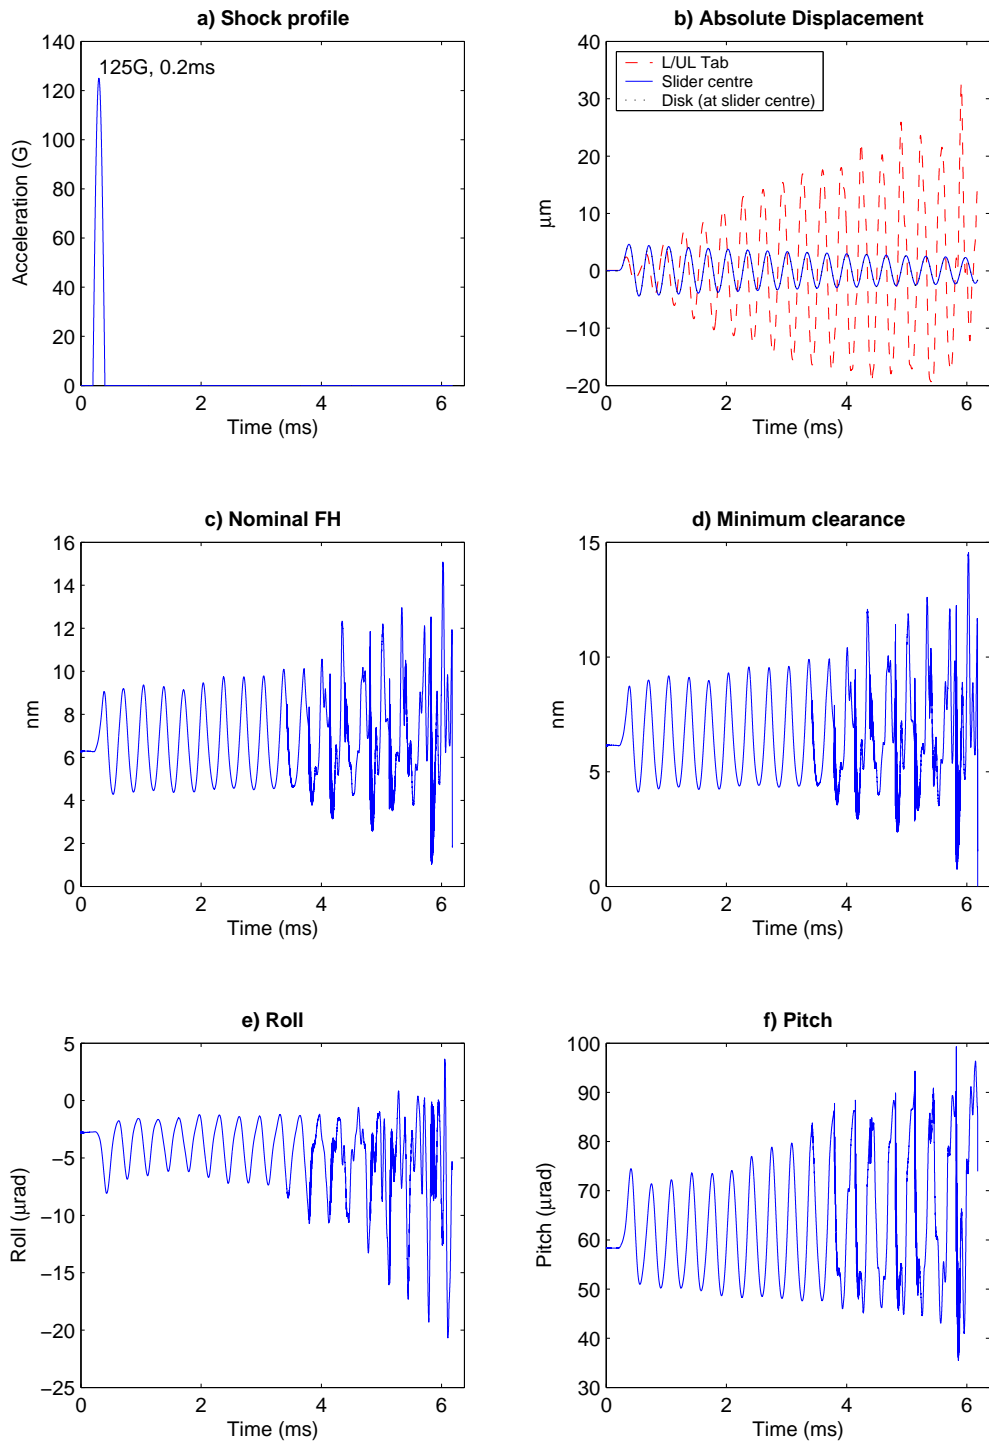 a) Shock profile
140
120
100
80
60
40
20
0
Acceleration (G)
125G, 0.2ms
0 2 4 6
Time (ms)
b) Absolute Displacement
40
30
20
10
0
−10
−20
µm
L/UL Tab
Slider centre
Disk (at slider centre)
0 2 4 6
Time (ms)
c) Nominal FH
16
14
12
10
8
6
4
2
0
nm
0 2 4 6
Time (ms)
d) Minimum clearance
15
10
5
0
nm
0 2 4 6
Time (ms)
e) Roll
5
0
−5
−10
−15
−20
−25
Roll (µrad)
0 2 4 6
Time (ms)
f) Pitch
100
90
80
70
60
50
40
30
Pitch (µrad)
0 2 4 6
Time (ms)